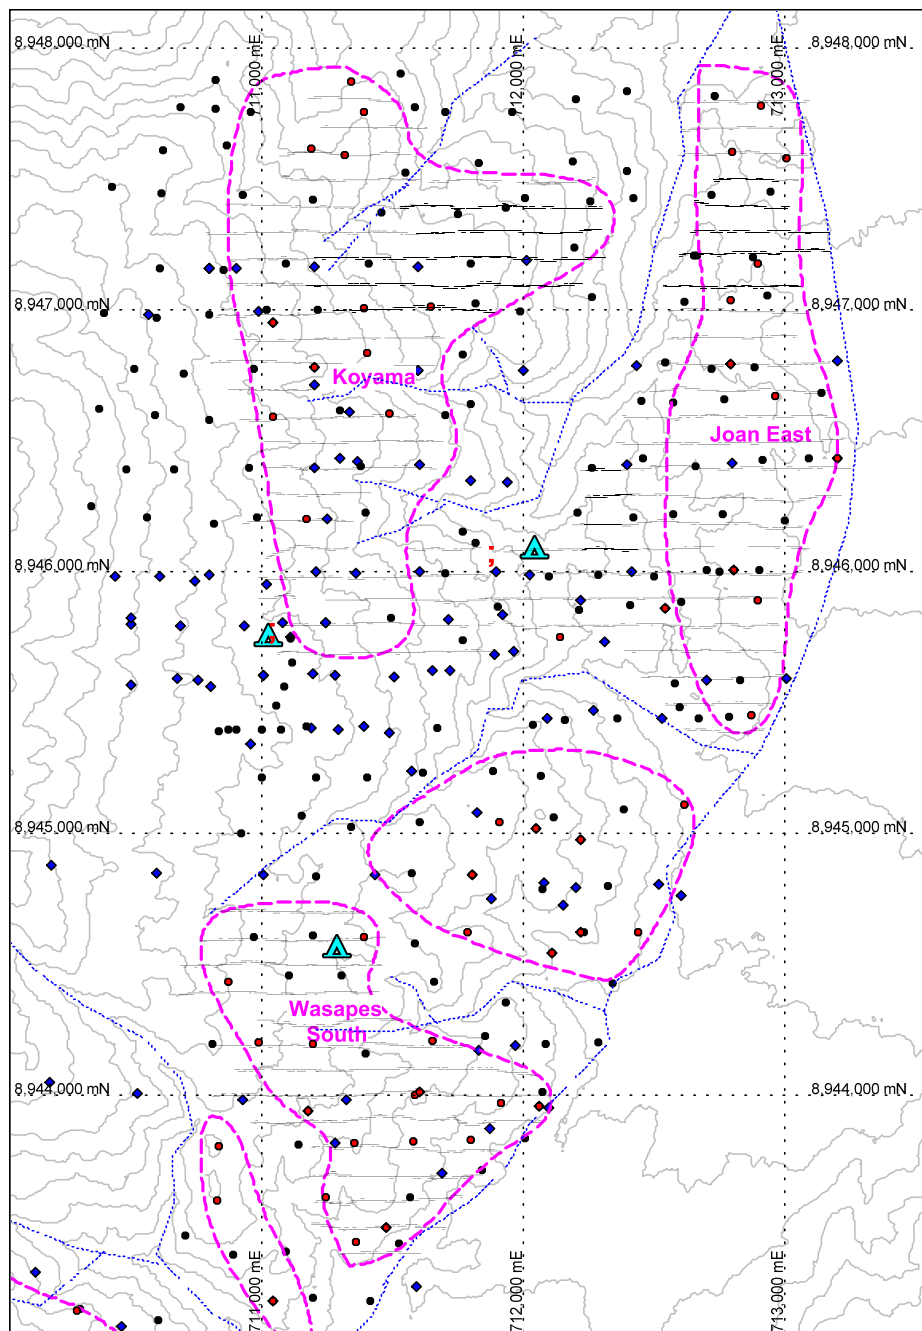 8,948,000 mN
8,948,000 mN
711,000 mE
712,000 mE
713,000 mE
8,947,000 mN
8,947,000 mN
Koyama
Joan East
8,946,000 mN
8,946,000 mN
8,945,000 mN
8,945,000 mN
Wasapes
South
8,944,000 mN
8,944,000 mN
711,000 mE
712,000 mE
713,000 mE